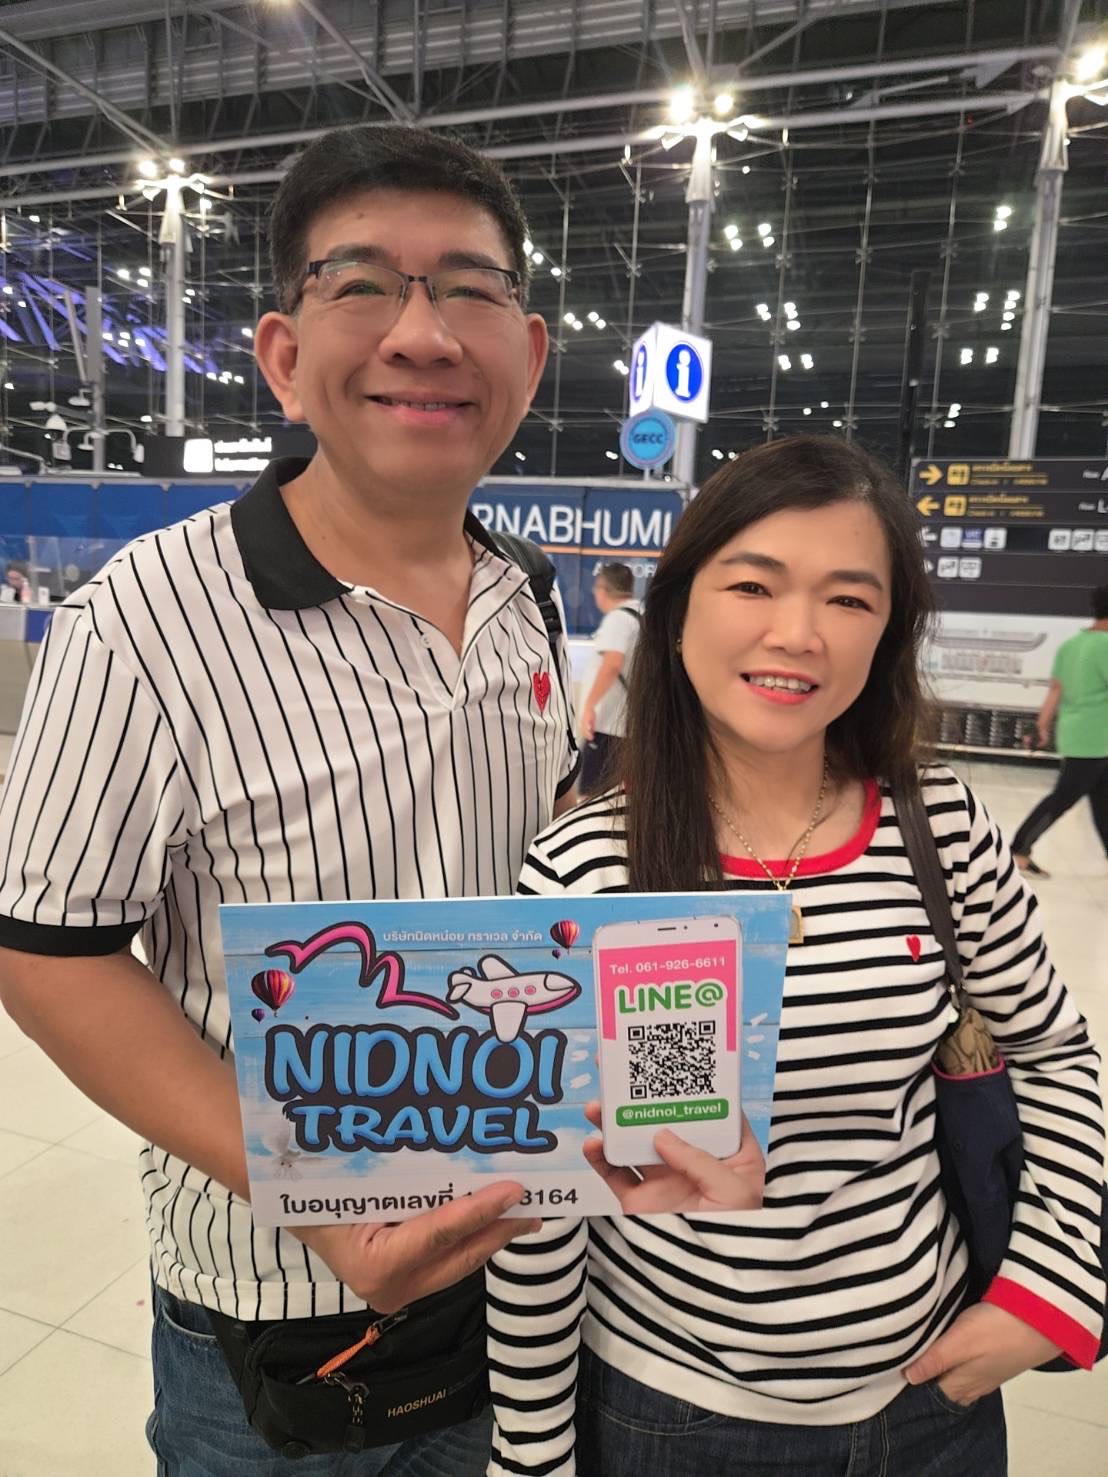 i
i
GECC
RNABHUMI
บริษัทนิดหน่อย ทราเวล จำกัด
NIDNOI
TRAVEL
Tel. 061-926-6611
LINE@
@nidnoi_travel
ใบอนุญาตเลขที่ 3164
HAOSHUAI